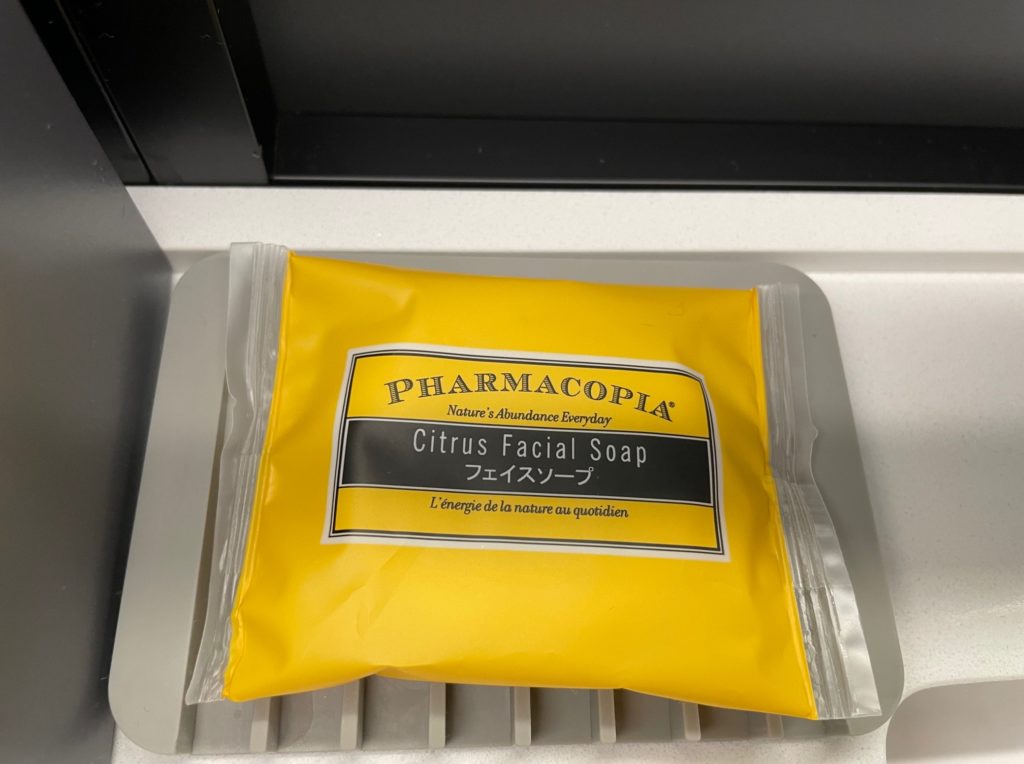 PHARMACOPIA®
Nature's Abundance Everyday
Citrus Facial Soap
フェイスソープ
L'énergie de la nature au quotidien